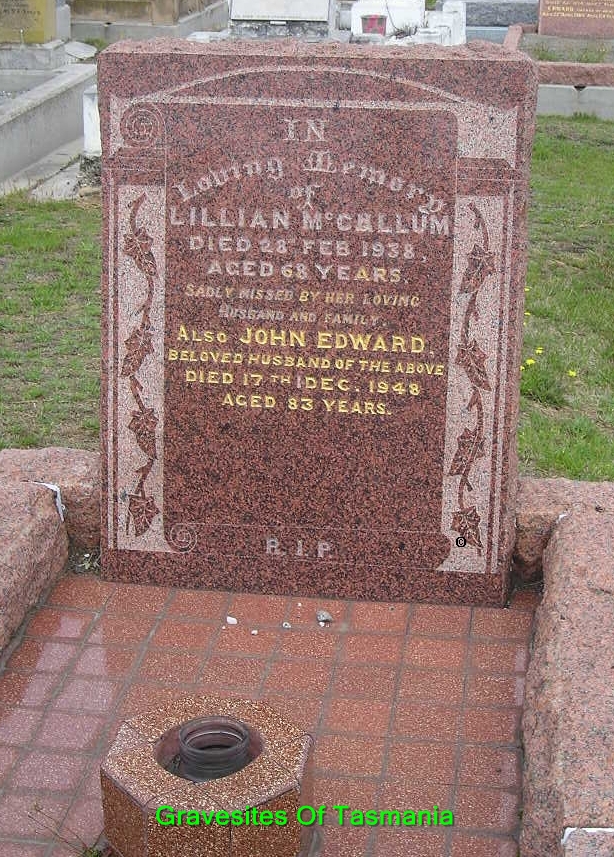 IN
Loving Memory
of
LILLIAN McCALLUM
DIED 28 FEB 1938.
AGED 68 YEARS.
SADLY MISSED BY HER LOVING
HUSBAND AND FAMILY.
ALSO JOHN EDWARD,
BELOVED HUSBAND OF THE ABOVE
DIED 17TH DEC. 1948
AGED 83 YEARS.
R.I.P
Gravesites Of Tasmania